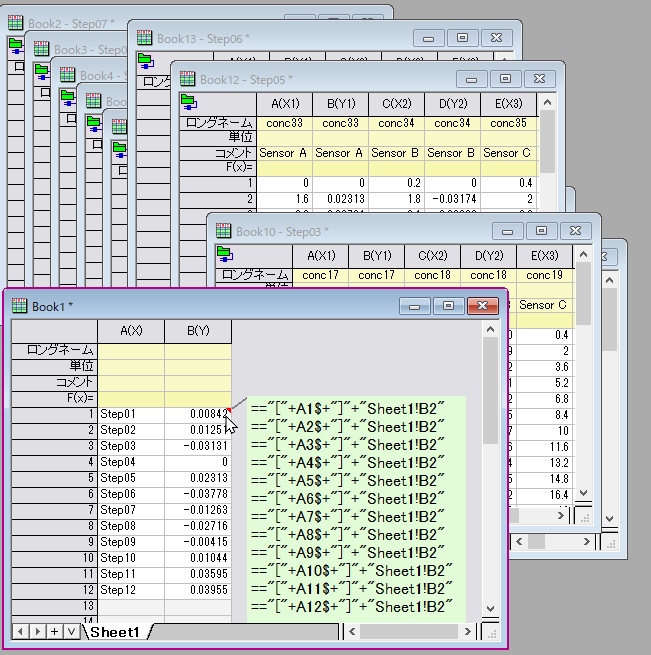 Book2 - Step07 *
Book3 - Step0
Book4 - Step
Book
ロ
ロ
ロ
ロ
ロ
Book13 - Step06 *
ロング
Book12 - Step05 *
A(X1) B(Y1) C(X2) D(Y2) E(X3)
ロングネーム conc33 conc33 conc34 conc34 conc35
単位
コメント Sensor A Sensor A Sensor B Sensor B Sensor C
F(x)=
1 0 0 0.2 0 0.4
2 1.6 0.02313 1.8 -0.03174 2
Book10 - Step03 *
A(X1) B(Y1) C(X2) D(Y2) E(X3)
ロングネーム conc17 conc17 conc18 conc18 conc19
Sensor C
0.4
2
3.6
5.2
6.8
8.4
10
11.6
13.2
14.8
16.4
Book1 *
A(X) B(Y)
ロングネーム
単位
コメント
F(x)=
1 Step01 0.00842
2 Step02 0.01251
3 Step03 -0.03131
4 Step04 0
5 Step05 0.02313
6 Step06 -0.03778
7 Step07 -0.01263
8 Step08 -0.02716
9 Step09 -0.00415
10 Step10 0.01044
11 Step11 0.03595
12 Step12 0.03955
13
14
=="["+A1$+"]"+"Sheet1!B2"
=="["+A2$+"]"+"Sheet1!B2"
=="["+A3$+"]"+"Sheet1!B2"
=="["+A4$+"]"+"Sheet1!B2"
=="["+A5$+"]"+"Sheet1!B2"
=="["+A6$+"]"+"Sheet1!B2"
=="["+A7$+"]"+"Sheet1!B2"
=="["+A8$+"]"+"Sheet1!B2"
=="["+A9$+"]"+"Sheet1!B2"
=="["+A10$+"]"+"Sheet1!B2"
=="["+A11$+"]"+"Sheet1!B2"
=="["+A12$+"]"+"Sheet1!B2"
Sheet1